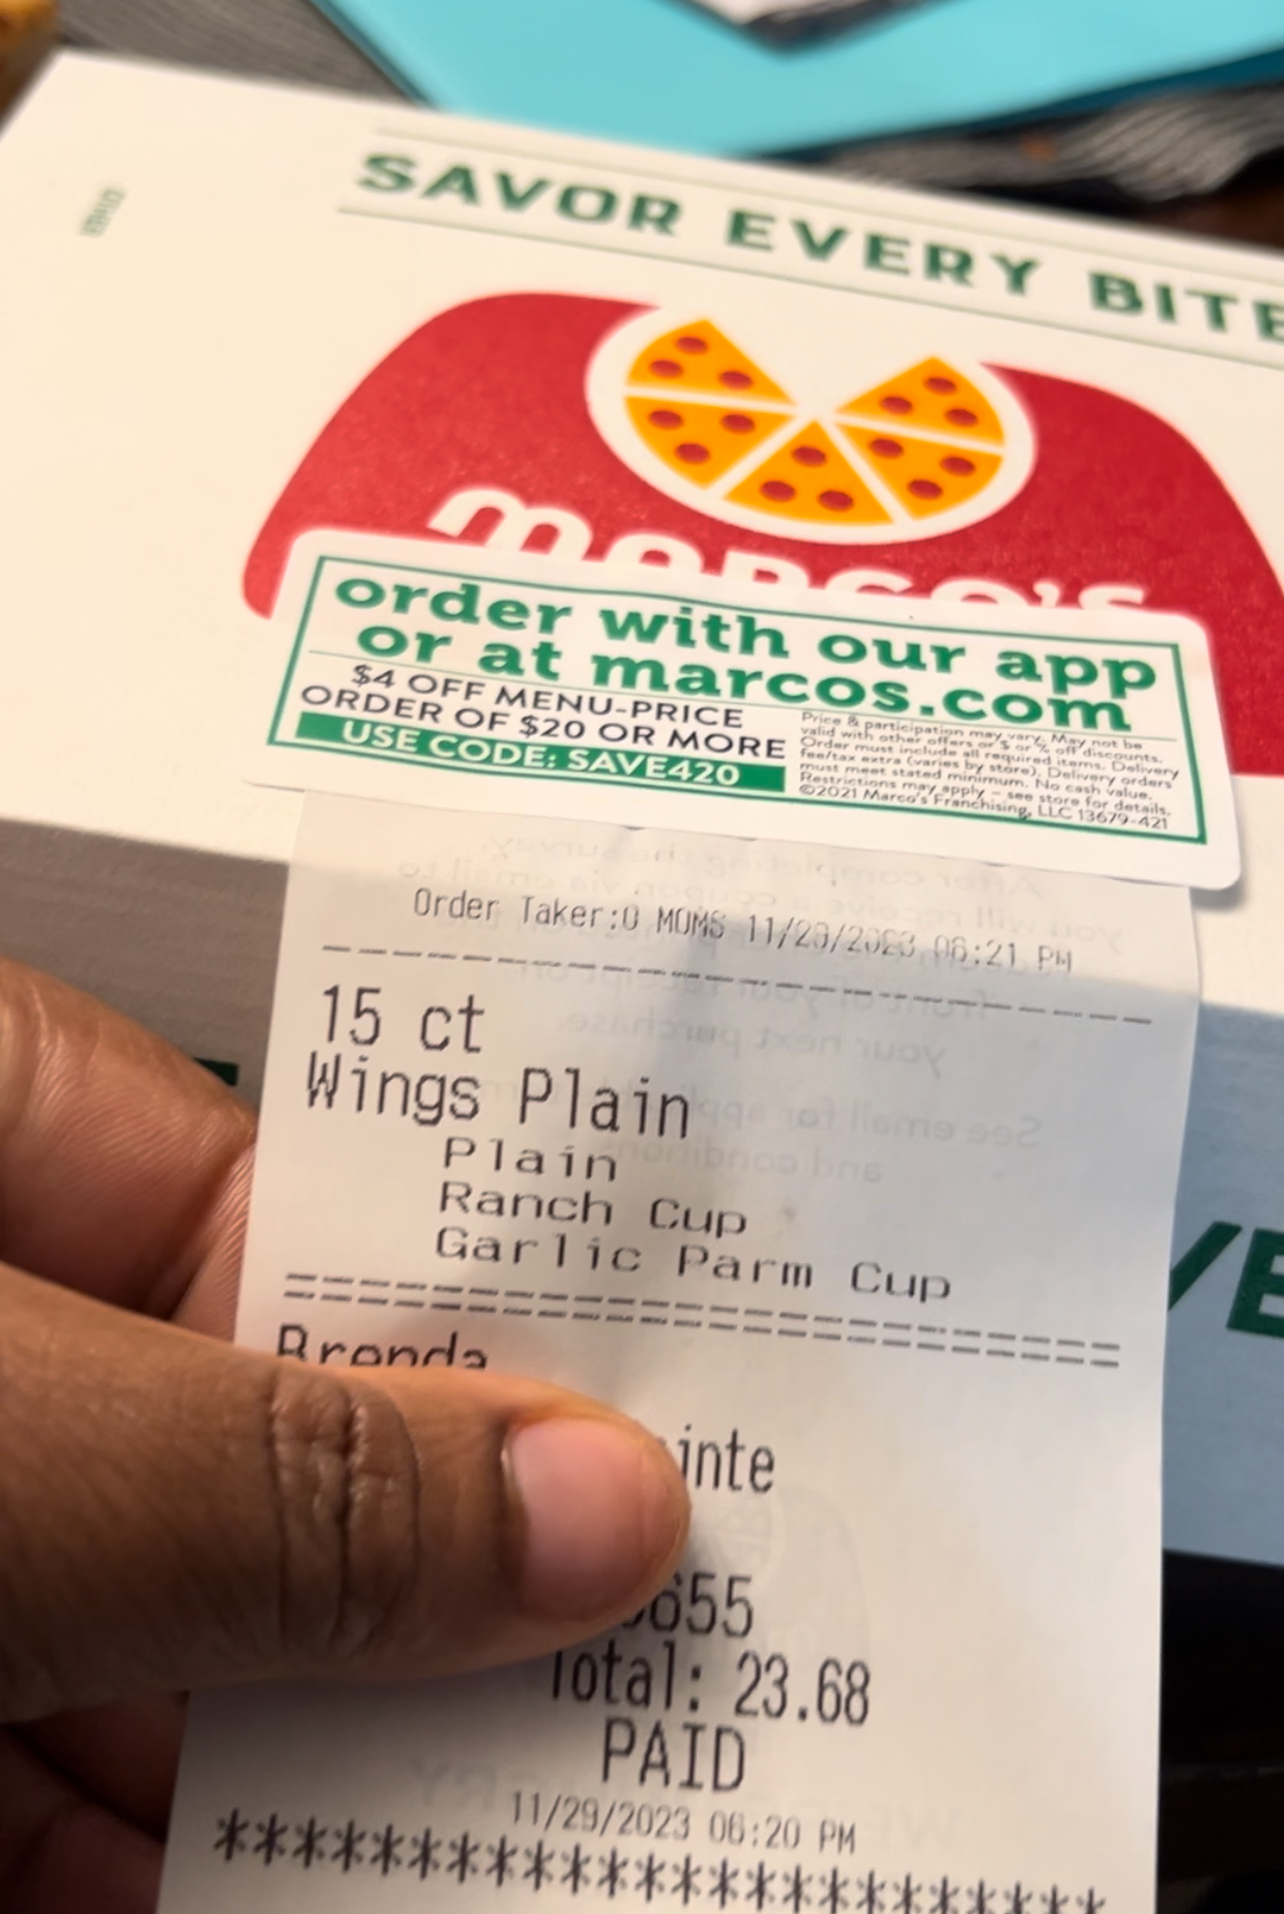 SAVOR EVERY BITE
MARCO'S
order with our app
or at marcos.com
$4 OFF MENU-PRICE
ORDER OF $20 OR MORE
USE CODE: SAVE420
Price & participation may vary. May not be
valid with other offers or $ or % off discounts.
Order must include all required items. Delivery
fee/tax extra (varies by store). Delivery orders
must meet stated minimum. No cash value.
Restrictions may apply – see store for details.
©2021 Marco's Franchising, LLC 13679-421
Order Taker:0 MOMS 11/29/2023 06:21 PM
15 ct
Wings Plain
Plain
Ranch Cup
Garlic Parm Cup
Brenda
inte
655
Total: 23.68
PAID
11/29/2023 06:20 PM
**********************